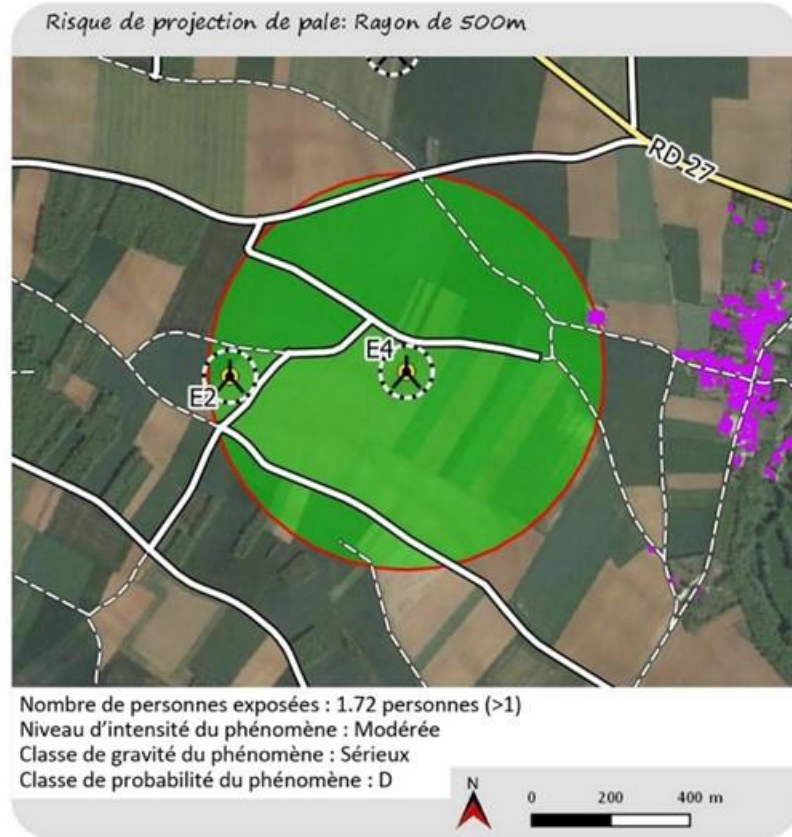 Risque de projection de pale: Rayon de 500m
RD 27
E4
E2
Nombre de personnes exposées : 1.72 personnes (>1)
Niveau d'intensité du phénomène : Modérée
Classe de gravité du phénomène : Sérieux
Classe de probabilité du phénomène : D
N
0 200 400 m